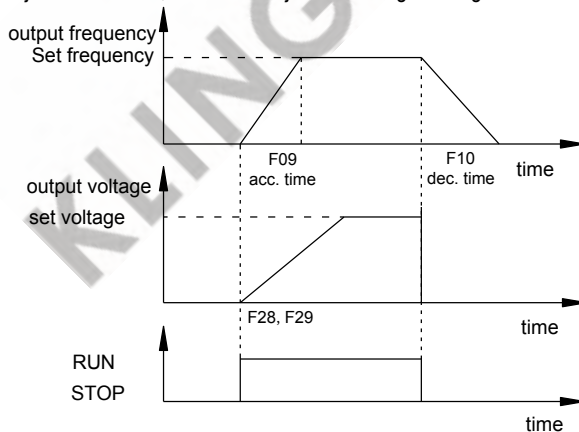 output frequency
Set frequency
F09
acc. time
F10
dec. time
time
output voltage
set voltage
F28, F29
time
RUN
STOP
time
KLING